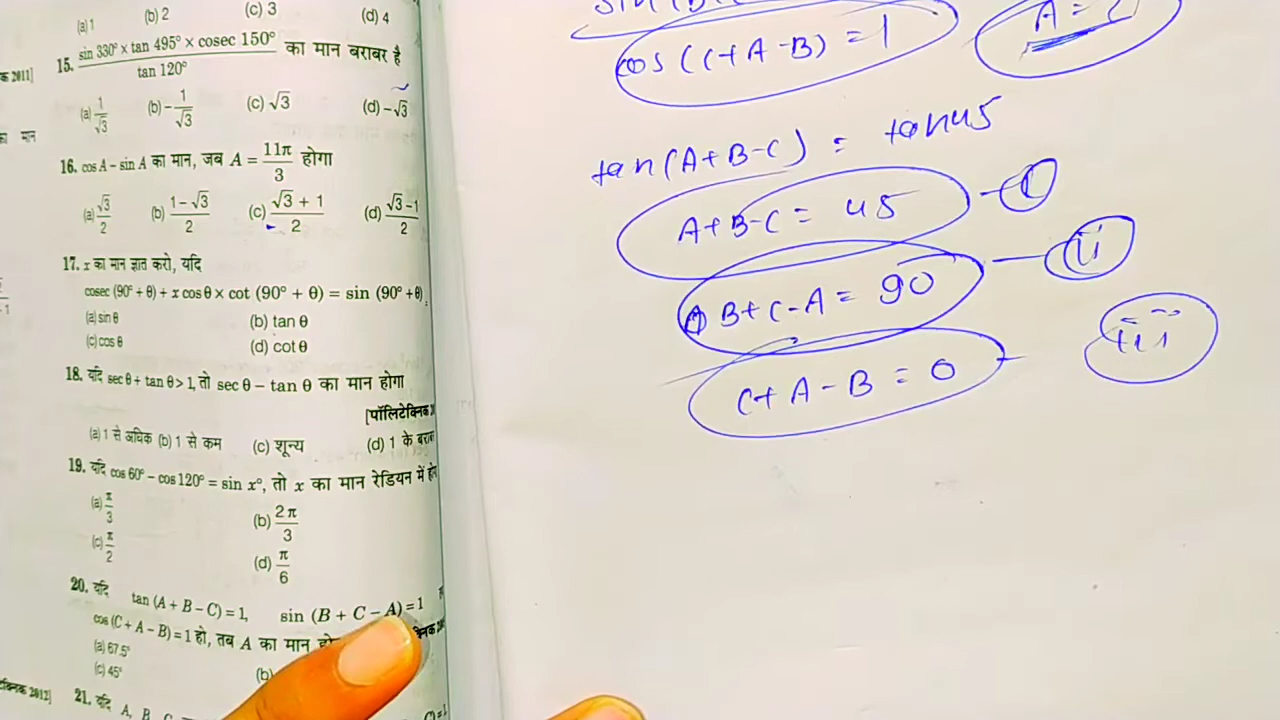 (a) 1 (b) 2 (c) 3 (d) 4
15. sin 330° × tan 495° × cosec 150° / tan 120° का मान बराबर है
(a) 1/√3 (b) -1/√3 (c) √3 (d) -√3
16. cos A - sin A का मान, जब A = 11π/3 होगा
(a) √3/2 (b) 1-√3/2 (c) √3 + 1/2 (d) √3-1/2
17. x का मान ज्ञात करो, यदि
cosec (90° + θ) + x cos θ × cot (90° + θ) = sin (90° + θ)
(a) sin θ (b) tan θ
(c) cos θ (d) cot θ
18. यदि sec θ + tan θ > 1, तो sec θ - tan θ का मान होगा
[पॉलिटेक्निक
(a) 1 से अधिक (b) 1 से कम (c) शून्य (d) 1 के
19. यदि cos 60° - cos 120° = sin x°, तो x का मान रेडियन में
(a) π/3 (b) 2π/3
(c) π/2 (d) π/6
20. यदि tan (A + B - C) = 1, sin (B + C - A) = 1
cos (C + A - B) = 1 हो, तब A का मान
(a) 67.5° (b)
(c) 45°
21. यदि A, B, C
2011]
का मान
2012]
cos(C+A-B) = 1
tan(A+B-C) = tan45
A+B-C = 45 - (i)
B+C-A = 90 - (ii)
C+A-B = 0 - (iii)